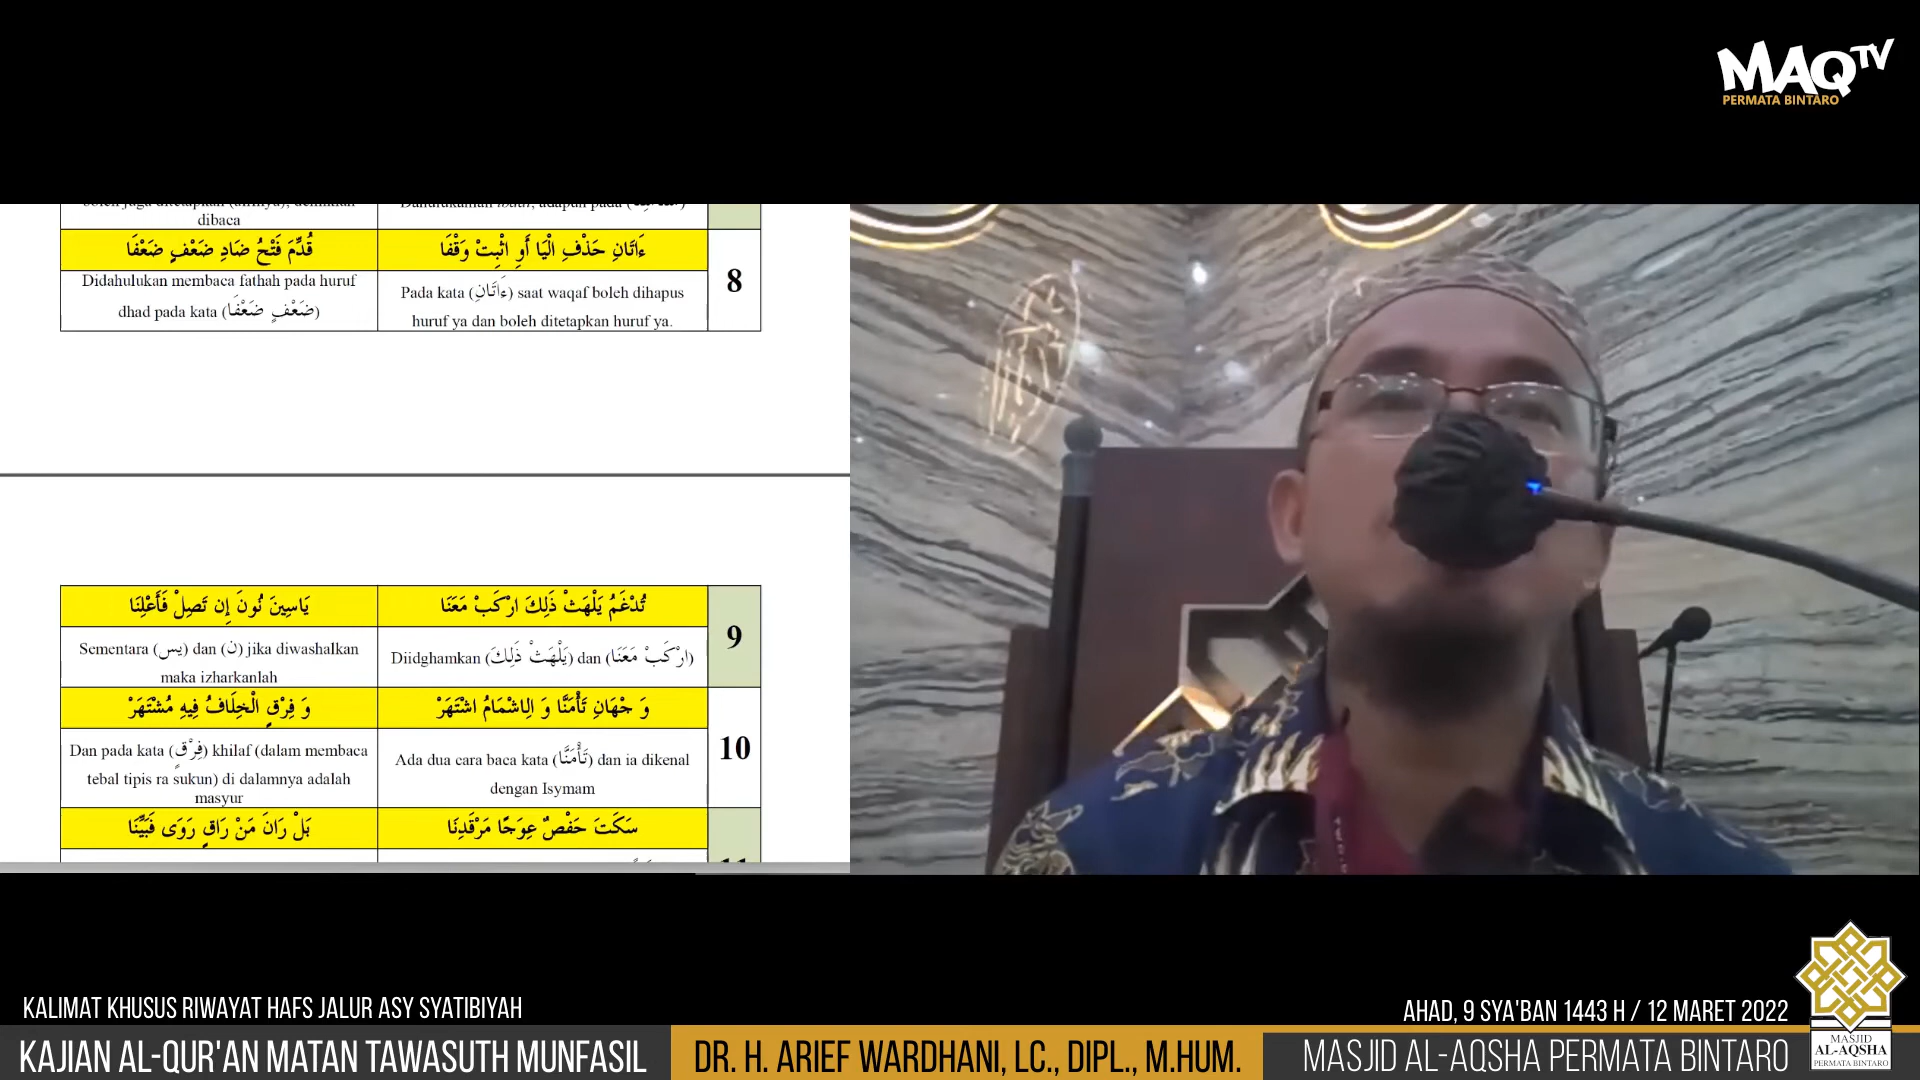 MAQTV
PERMATA BINTARO
dibaca
قُدِّمَ فَتْحُ ضَادِ ضَعْفٍ ضَعْفَا
ءَاتَانِ حَذْفِ الْيَا أَوِ اثْبِتْ وَقْفَا
8
Didahulukan membaca fathah pada huruf
dhad pada kata (ضَعْفٍ ضَعْفًا)
Pada kata (ءَاتَانِ) saat waqaf boleh dihapus
huruf ya dan boleh ditetapkan huruf ya.
يَاسِينَ نُونَ إِن تَصِلْ فَأَعْلِنَا
تُدْغَمُ يَلْهَثْ ذَلِكَ ارْكَبْ مَعَنَا
9
Sementara (يس) dan (ن) jika diwashalkan
maka izharkanlah
Diidghamkan (يَلْهَثْ ذَلِكَ) dan (ارْكَبْ مَعَنَا)
وَ فِرْقٍ الْخِلَافُ فِيهِ مُشْتَهَرْ
وَ جْهَانِ تَأْمَنَّا وَ الِاشْمَامُ اشْتَهَرْ
10
Dan pada kata (فِرْقٍ) khilaf (dalam membaca
tebal tipis ra sukun) di dalamnya adalah
masyur
Ada dua cara baca kata (تَأْمَنَّا) dan ia dikenal
dengan Isymam
بَلْ رَانَ مَنْ رَاقٍ رَوَى فَبَيِّنَا
سَكَتَ حَفْصٌ عِوَجًا مَرْقَدِنَا
KALIMAT KHUSUS RIWAYAT HAFS JALUR ASY SYATIBIYAH
AHAD, 9 SYA'BAN 1443 H / 12 MARET 2022
KAJIAN AL-QUR'AN MATAN TAWASUTH MUNFASIL
DR. H. ARIEF WARDHANI, LC., DIPL., M.HUM.
MASJID AL-AQSHA PERMATA BINTARO
MASJID
AL-AQSHA
PERMATA BINTARO